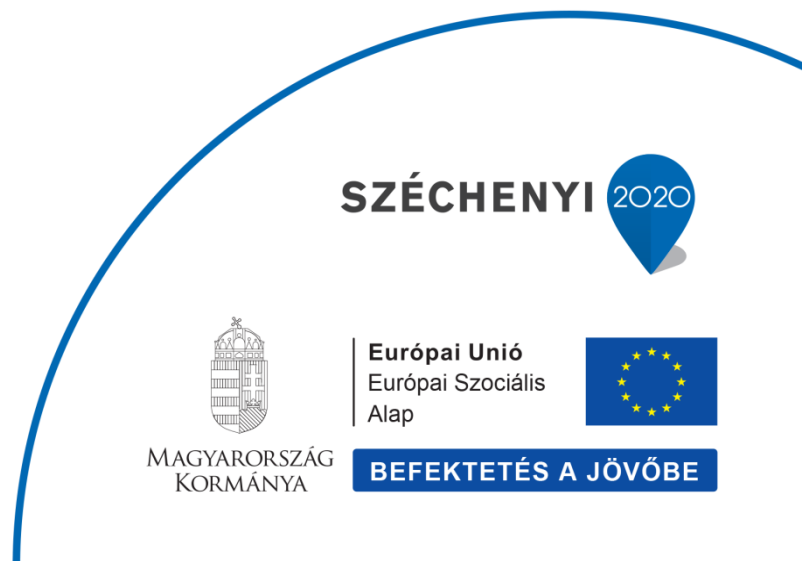 SZÉCHENYI 2020
Európai Unió
Európai Szociális
Alap
MAGYARORSZÁG
KORMÁNYA
BEFEKTETÉS A JÖVŐBE